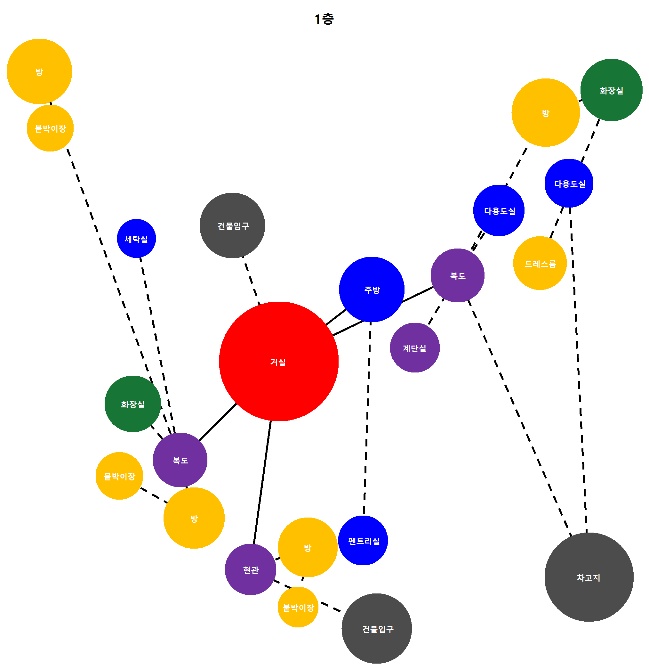 1층
방
화장실
방
붙박이장
다용도실
다용도실
건물입구
세탁실
드레스룸
복도
주방
계단실
거실
화장실
복도
붙박이장
방
팬트리실
방
현관
차고지
붙박이장
건물입구